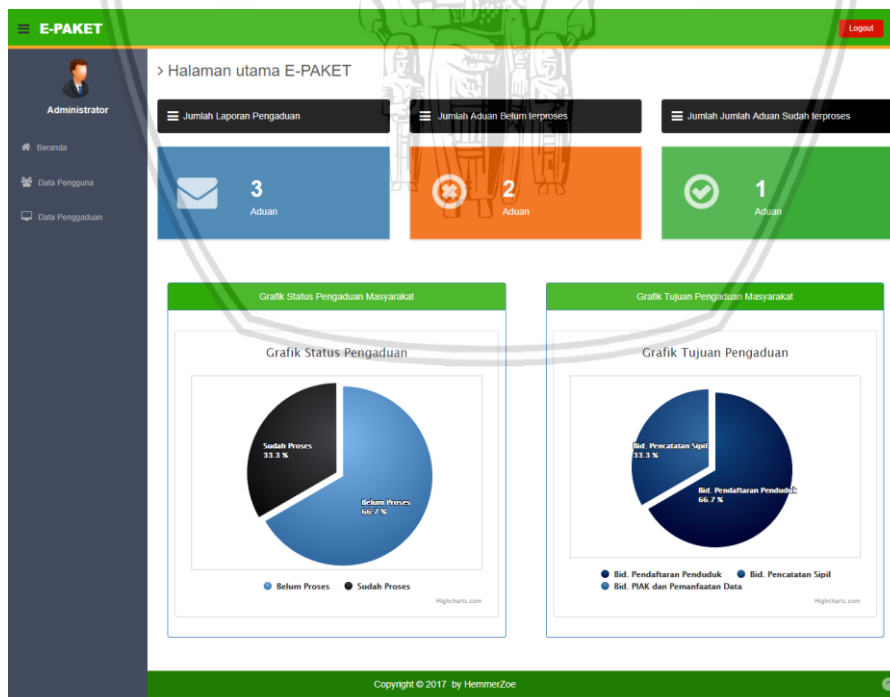 E-PAKET
Logout
Administrator
Beranda
Data Pengguna
Data Penggaduan
> Halaman utama E-PAKET
Jumlah Laporan Pengaduan
Jumlah Aduan Belum terproses
Jumlah Jumlah Aduan Sudah terproses
3
Aduan
2
Aduan
1
Aduan
Grafik Status Pengaduan Masyarakat
Grafik Status Pengaduan
Sudah Proses
33.3 %
Belum Proses
66.7 %
Belum Proses Sudah Proses
Highcharts.com
Grafik Tujuan Pengaduan Masyarakat
Grafik Tujuan Pengaduan
Bid. Pencatatan Sipil
33.3 %
Bid. Pendaftaran Penduduk
66.7 %
Bid. Pendaftaran Penduduk Bid. Pencatatan Sipil
Bid. PIAK dan Pemanfaatan Data
Highcharts.com
Copyright © 2017 by HemmerZoe